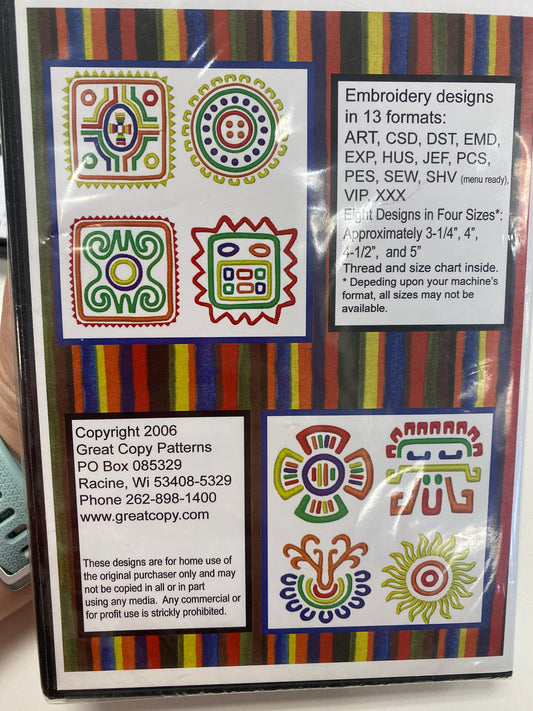 Embroidery designs
in 13 formats:
ART, CSD, DST, EMD,
EXP, HUS, JEF, PCS,
PES, SEW, SHV (menu ready),
VIP, XXX
Eight Designs in Four Sizes*:
Approximately 3-1/4", 4",
4-1/2", and 5"
Thread and size chart inside.
* Depeding upon your machine's
format, all sizes may not be
available.
Copyright 2006
Great Copy Patterns
PO Box 085329
Racine, Wi 53408-5329
Phone 262-898-1400
www.greatcopy.com
These designs are for home use of
the original purchaser only and may
not be copied in all or in part
using any media. Any commercial or
for profit use is strickly prohibited.